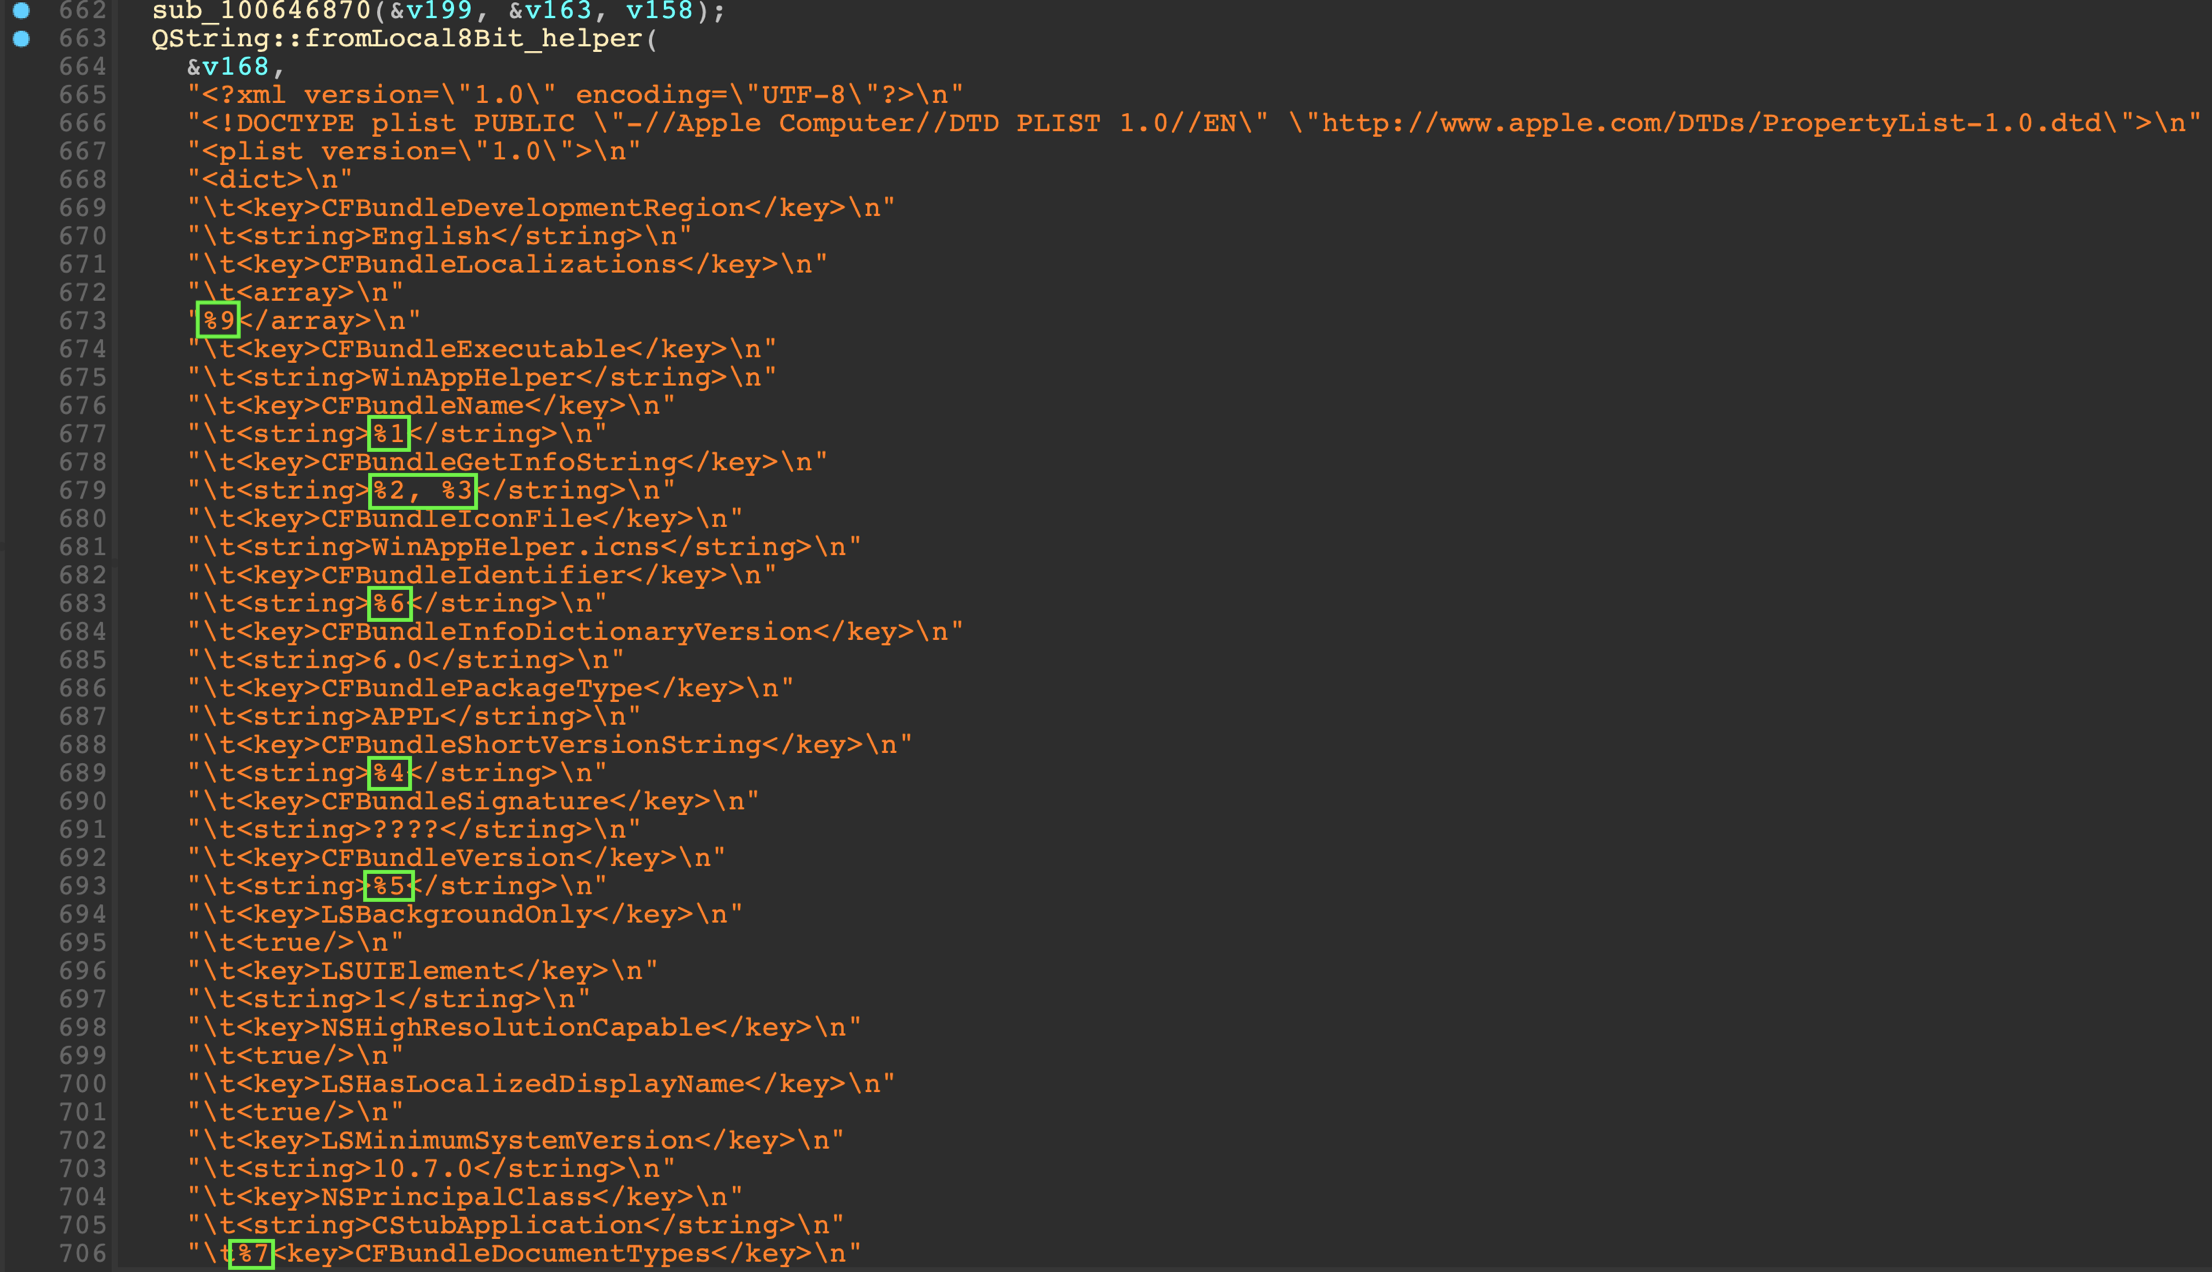 662 sub_100646870(&v199, &v163, v158);
663 QString::fromLocal8Bit_helper(
664 &v168,
665 "<?xml version=\"1.0\" encoding=\"UTF-8\"?>\n"
666 "<!DOCTYPE plist PUBLIC \"-//Apple Computer//DTD PLIST 1.0//EN\" \"http://www.apple.com/DTDs/PropertyList-1.0.dtd\">\n"
667 "<plist version=\"1.0\">\n"
668 "<dict>\n"
669 "\t<key>CFBundleDevelopmentRegion</key>\n"
670 "\t<string>English</string>\n"
671 "\t<key>CFBundleLocalizations</key>\n"
672 "\t<array>\n"
673 "%9</array>\n"
674 "\t<key>CFBundleExecutable</key>\n"
675 "\t<string>WinAppHelper</string>\n"
676 "\t<key>CFBundleName</key>\n"
677 "\t<string>%1</string>\n"
678 "\t<key>CFBundleGetInfoString</key>\n"
679 "\t<string>%2, %3</string>\n"
680 "\t<key>CFBundleIconFile</key>\n"
681 "\t<string>WinAppHelper.icns</string>\n"
682 "\t<key>CFBundleIdentifier</key>\n"
683 "\t<string>%6</string>\n"
684 "\t<key>CFBundleInfoDictionaryVersion</key>\n"
685 "\t<string>6.0</string>\n"
686 "\t<key>CFBundlePackageType</key>\n"
687 "\t<string>APPL</string>\n"
688 "\t<key>CFBundleShortVersionString</key>\n"
689 "\t<string>%4</string>\n"
690 "\t<key>CFBundleSignature</key>\n"
691 "\t<string>????</string>\n"
692 "\t<key>CFBundleVersion</key>\n"
693 "\t<string>%5</string>\n"
694 "\t<key>LSBackgroundOnly</key>\n"
695 "\t<true/>\n"
696 "\t<key>LSUIElement</key>\n"
697 "\t<string>1</string>\n"
698 "\t<key>NSHighResolutionCapable</key>\n"
699 "\t<true/>\n"
700 "\t<key>LSHasLocalizedDisplayName</key>\n"
701 "\t<true/>\n"
702 "\t<key>LSMinimumSystemVersion</key>\n"
703 "\t<string>10.7.0</string>\n"
704 "\t<key>NSPrincipalClass</key>\n"
705 "\t<string>CStubApplication</string>\n"
706 "\t%7<key>CFBundleDocumentTypes</key>\n"